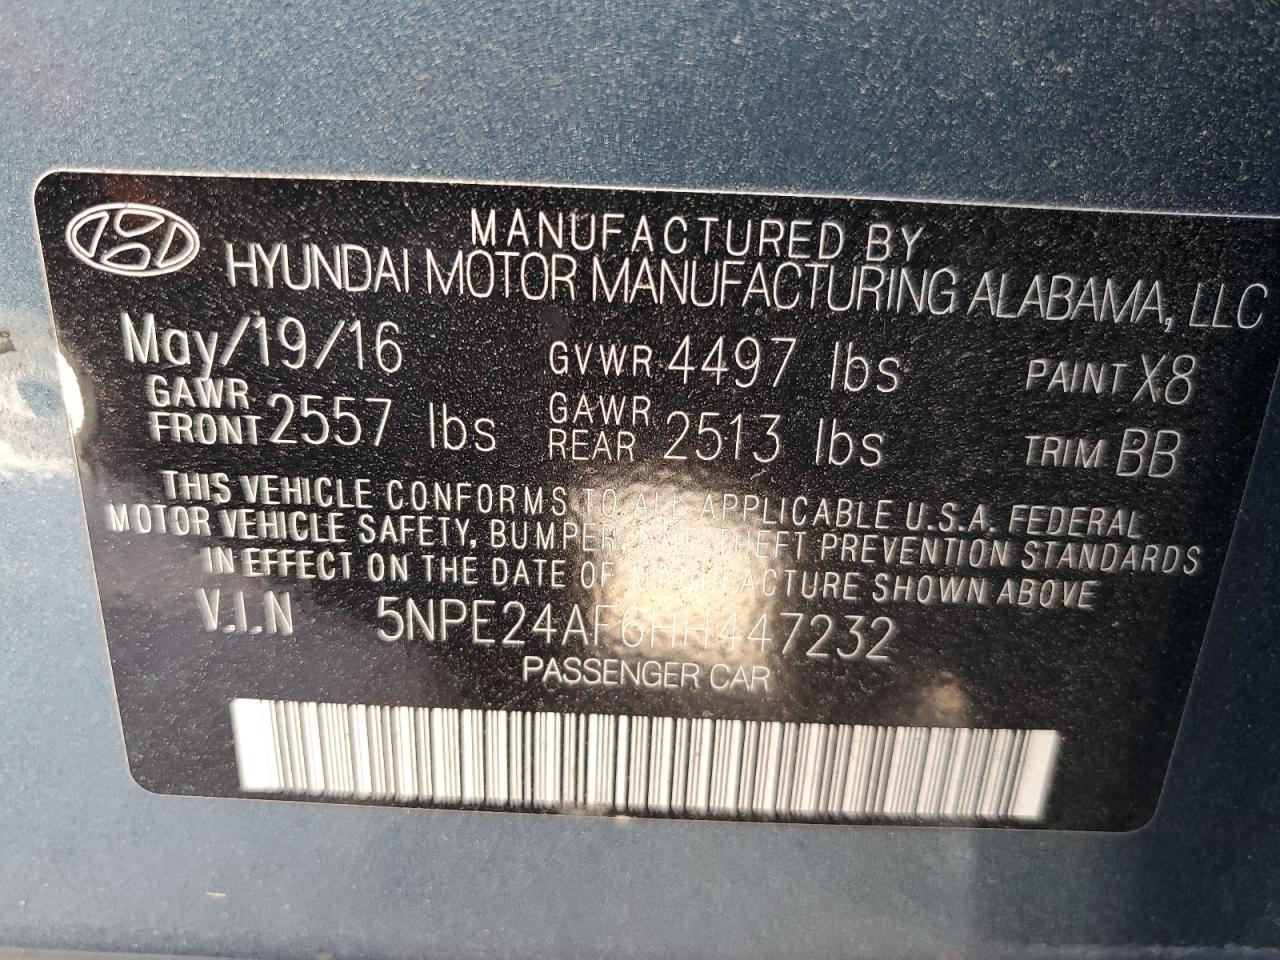 MANUFACTURED BY
HYUNDAI MOTOR MANUFACTURING ALABAMA, LLC
May/19/16 GVWR 4497 lbs PAINT X8
GAWR FRONT 2557 lbs GAWR REAR 2513 lbs TRIM BB
THIS VEHICLE CONFORMS TO ALL APPLICABLE U.S.A. FEDERAL
MOTOR VEHICLE SAFETY, BUMPER, AND THEFT PREVENTION STANDARDS
IN EFFECT ON THE DATE OF MANUFACTURE SHOWN ABOVE
V.I.N 5NPE24AF6HH447232
PASSENGER CAR